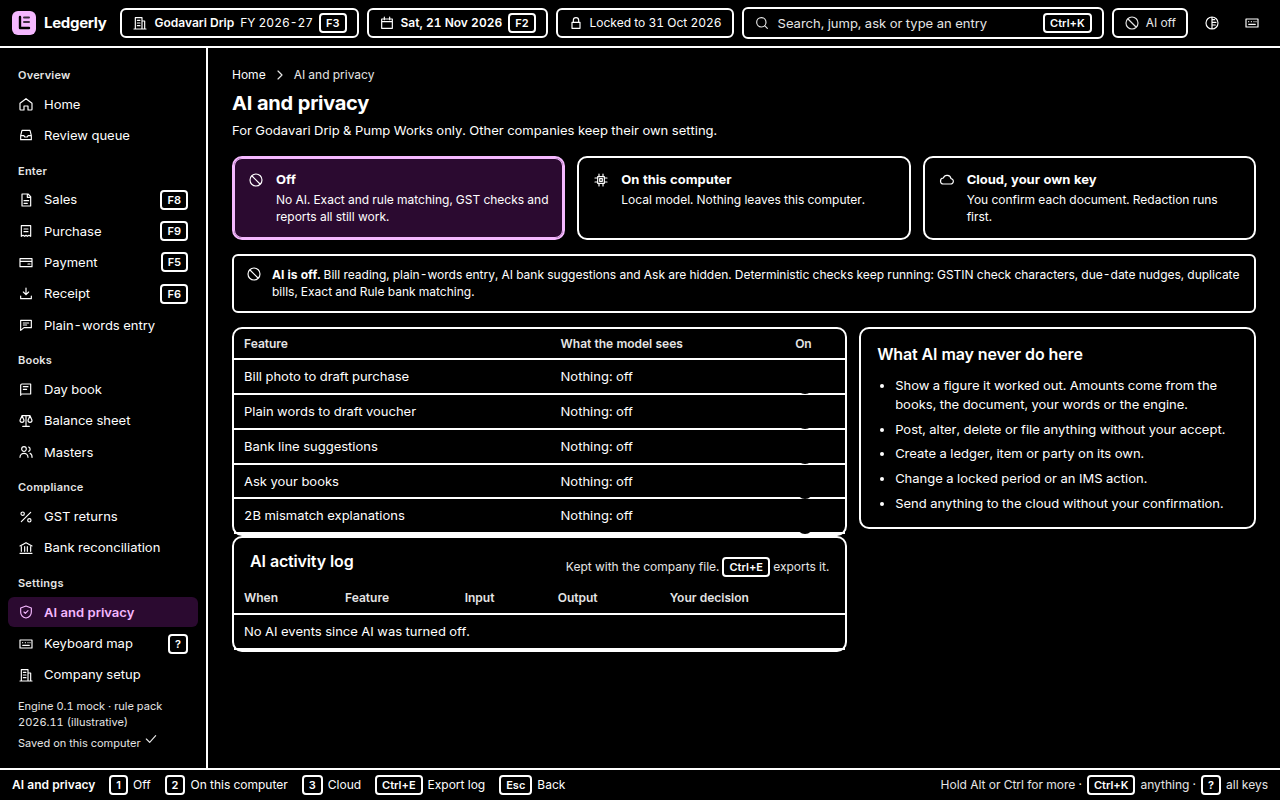 Ledgerly
Godavari Drip FY 2026-27 F3
Sat, 21 Nov 2026 F2
Locked to 31 Oct 2026
Search, jump, ask or type an entry Ctrl+K
AI off
Overview
Home
Review queue
Enter
Sales F8
Purchase F9
Payment F5
Receipt F6
Plain-words entry
Books
Day book
Balance sheet
Masters
Compliance
GST returns
Bank reconciliation
Settings
AI and privacy
Keyboard map ?
Company setup
Engine 0.1 mock · rule pack
2026.11 (illustrative)
Saved on this computer
Home AI and privacy
AI and privacy
For Godavari Drip & Pump Works only. Other companies keep their own setting.
Off
No AI. Exact and rule matching, GST checks and
reports all still work.
On this computer
Local model. Nothing leaves this computer.
Cloud, your own key
You confirm each document. Redaction runs
first.
AI is off. Bill reading, plain-words entry, AI bank suggestions and Ask are hidden. Deterministic checks keep running: GSTIN check characters, due-date nudges, duplicate
bills, Exact and Rule bank matching.
Feature What the model sees On
Bill photo to draft purchase Nothing: off
Plain words to draft voucher Nothing: off
Bank line suggestions Nothing: off
Ask your books Nothing: off
2B mismatch explanations Nothing: off
AI activity log Kept with the company file. Ctrl+E exports it.
When Feature Input Output Your decision
No AI events since AI was turned off.
What AI may never do here
• Show a figure it worked out. Amounts come from the
books, the document, your words or the engine.
• Post, alter, delete or file anything without your accept.
• Create a ledger, item or party on its own.
• Change a locked period or an IMS action.
• Send anything to the cloud without your confirmation.
AI and privacy 1 Off 2 On this computer 3 Cloud Ctrl+E Export log Esc Back
Hold Alt or Ctrl for more · Ctrl+K anything · ? all keys